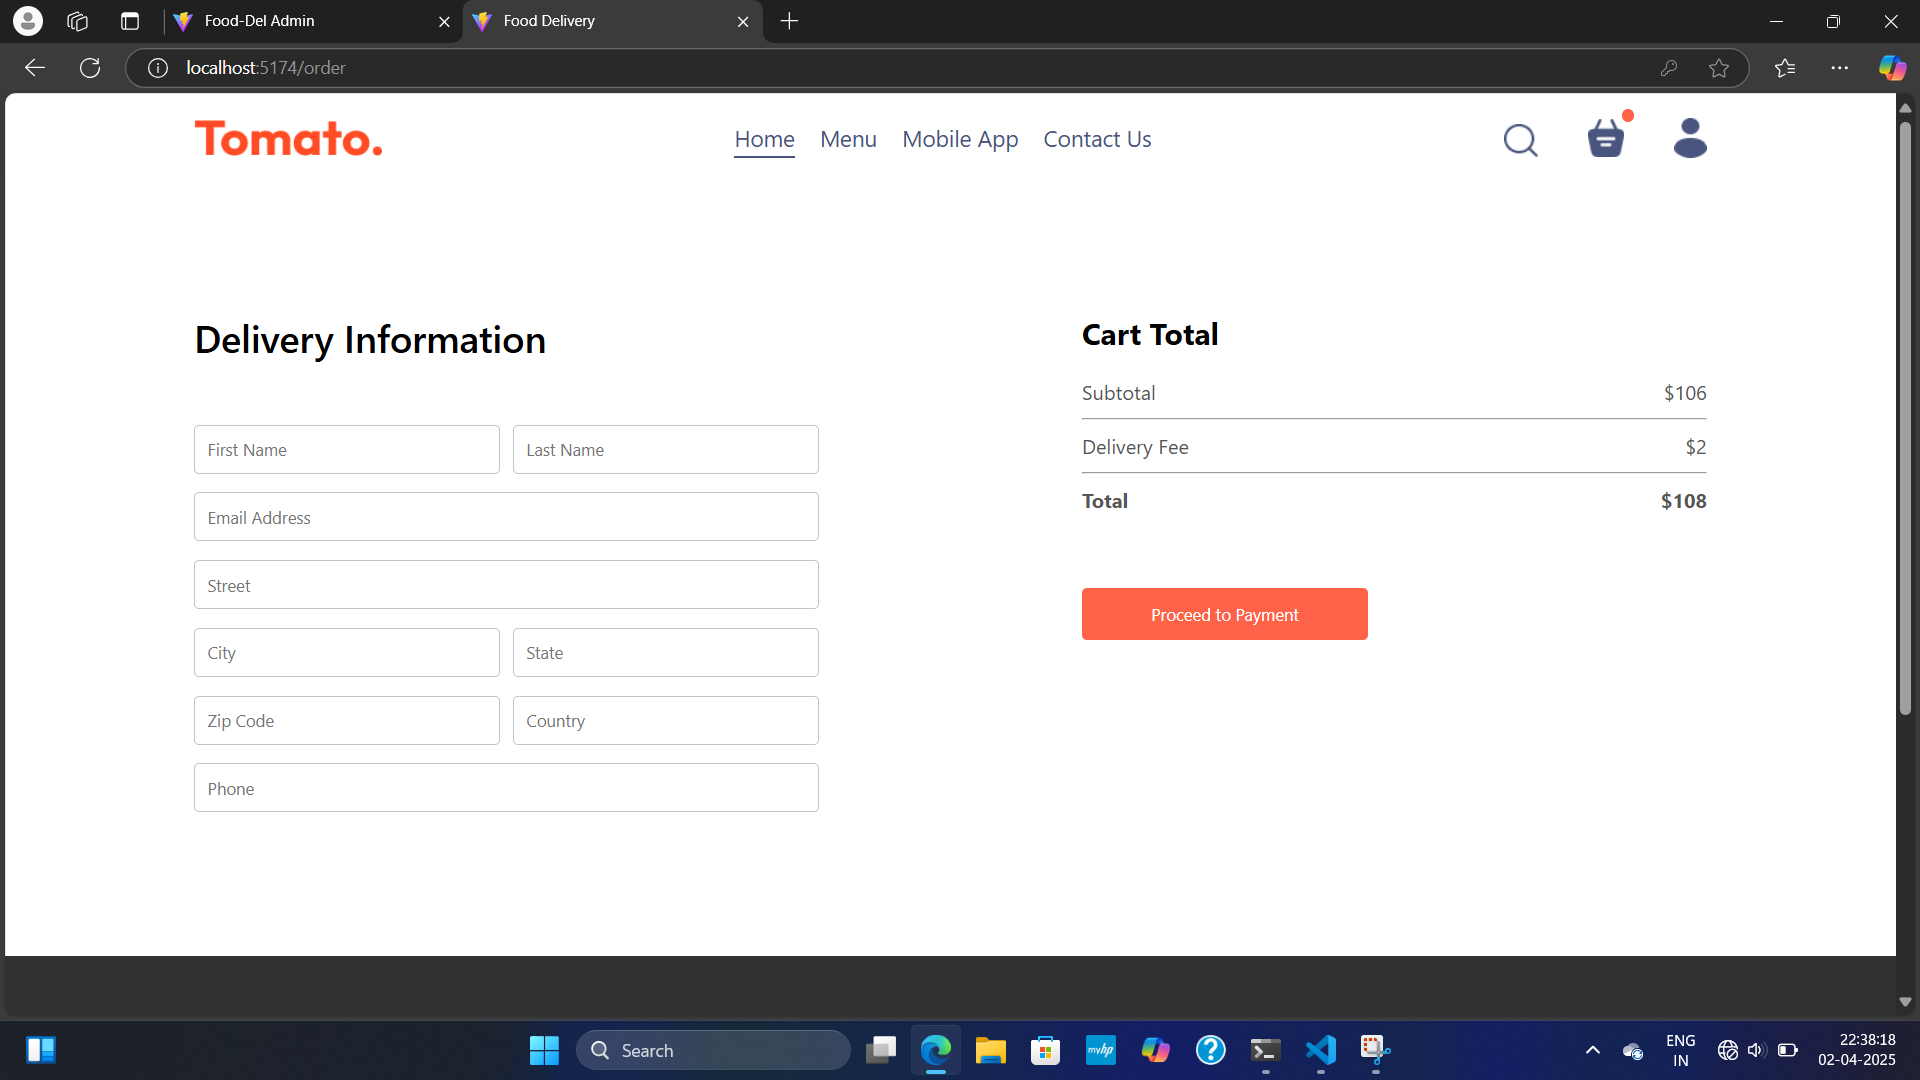 Food-Del Admin
Food Delivery
localhost:5174/order
Tomato.
Home
Menu
Mobile App
Contact Us
Delivery Information
First Name
Last Name
Email Address
Street
City
State
Zip Code
Country
Phone
Cart Total
Subtotal $106
Delivery Fee $2
Total $108
Proceed to Payment
Search
myhp
ENG
IN
22:38:18
02-04-2025